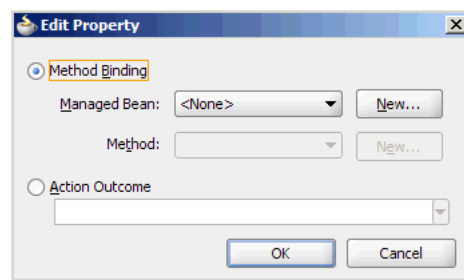 Edit Property
Method Binding
Managed Bean: <None> New...
Method: New...
Action Outcome
OK Cancel